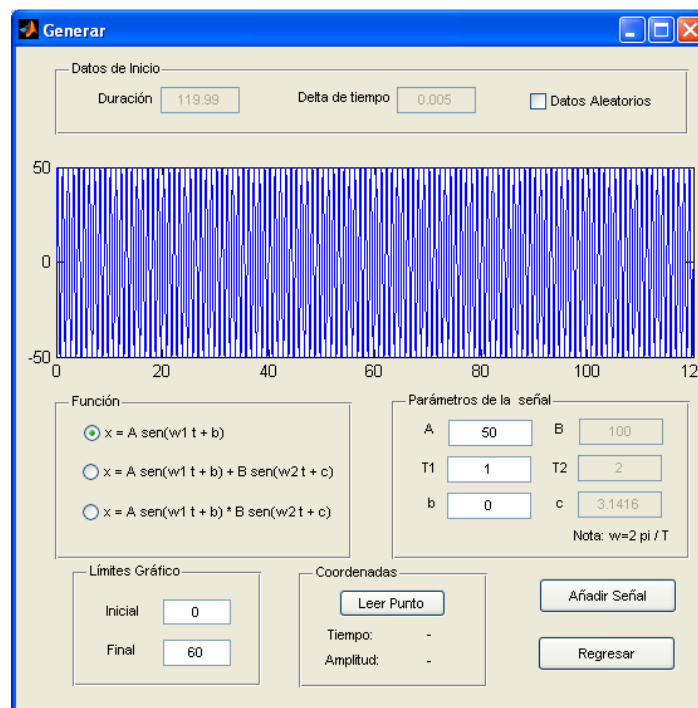 Generar
Datos de Inicio
Duración 119.99 Delta de tiempo 0.005 Datos Aleatorios
50
0
-50
0 20 40 60 80 100 12
Función
x = A sen(w1 t + b)
x = A sen(w1 t + b) + B sen(w2 t + c)
x = A sen(w1 t + b) * B sen(w2 t + c)
Parámetros de la señal
A 50 B 100
T1 1 T2 2
b 0 c 3.1416
Nota: w=2 pi / T
Límites Gráfico
Inicial 0
Final 60
Coordenadas
Leer Punto
Tiempo: -
Amplitud: -
Añadir Señal
Regresar